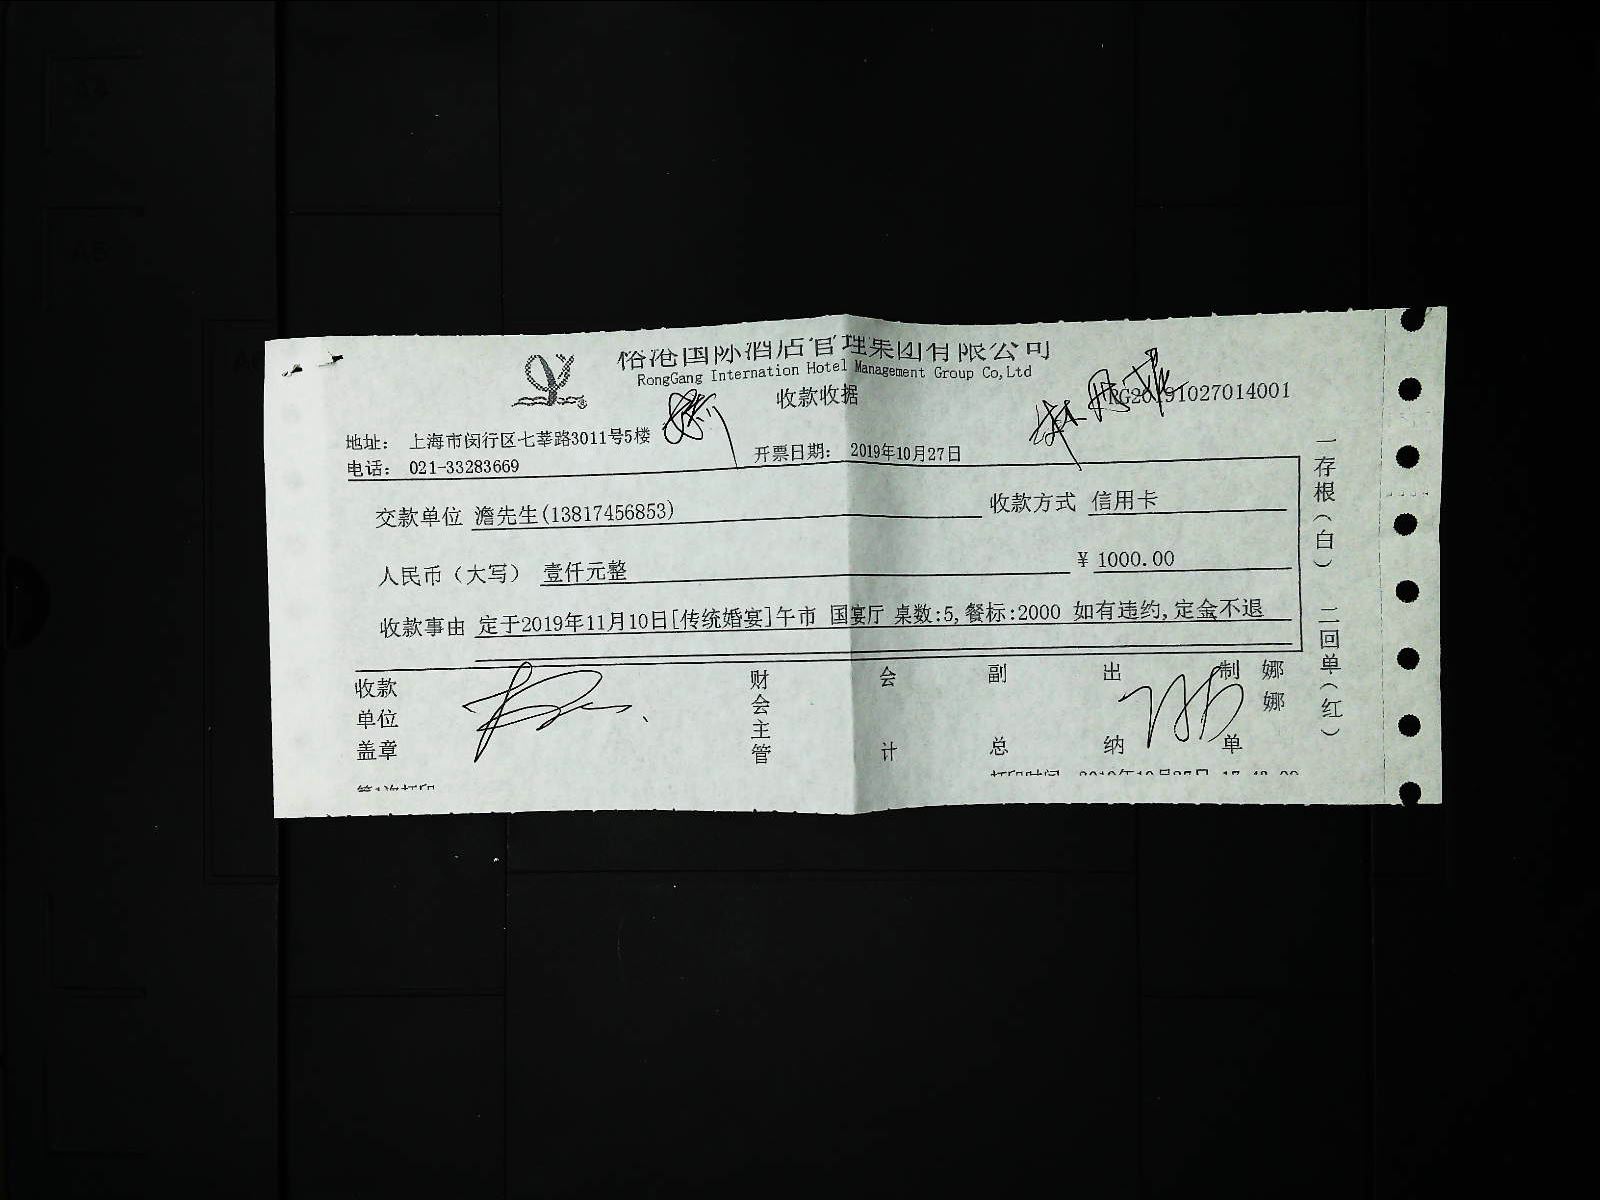 裕港国际酒店管理集团有限公司
RongGang Internation Hotel Management Group Co,Ltd
收款收据
RG20191027014001
地址： 上海市闵行区七莘路3011号5楼
电话： 021-33283669
开票日期： 2019年10月27日
交款单位 澹先生(13817456853)
收款方式 信用卡
人民币（大写） 壹仟元整
¥ 1000.00
收款事由 定于2019年11月10日[传统婚宴]午市 国宴厅 桌数:5,餐标:2000 如有违约,定金不退
收款单位盖章
财会主管
会计
副总
出纳
制单
娜娜
一存根（白） 二回单（红）